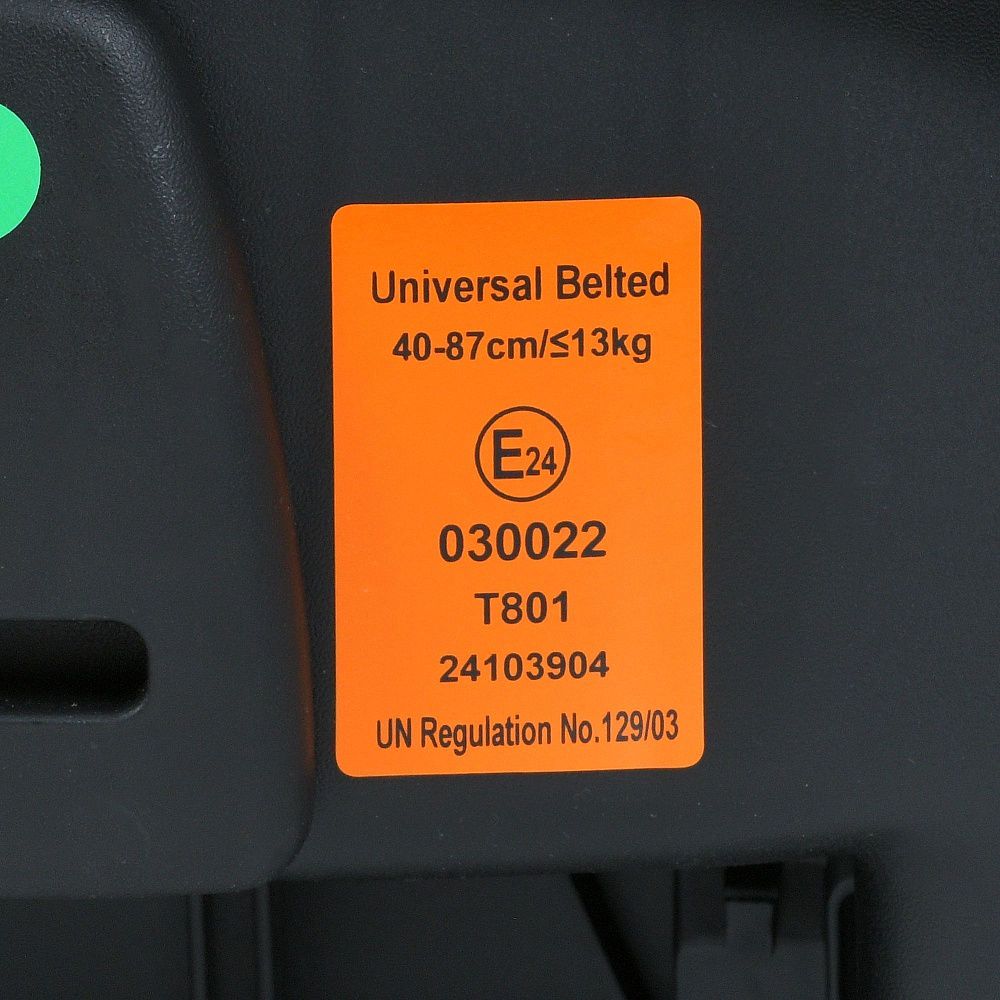 Universal Belted
40-87cm/≤13kg
E24
030022
T801
24103904
UN Regulation No.129/03